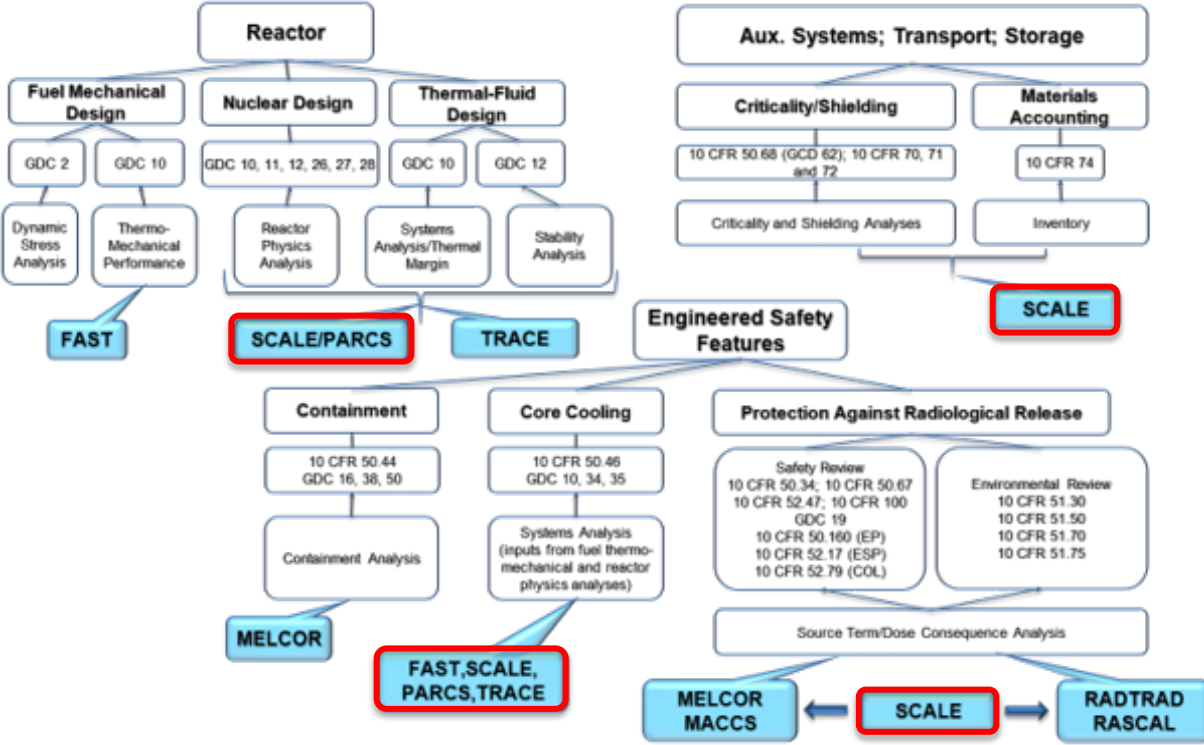 Reactor
Fuel Mechanical
Design
Nuclear Design
Thermal-Fluid
Design
GDC 2
GDC 10
GDC 10, 11, 12, 26, 27, 28
GDC 10
GDC 12
Dynamic
Stress
Analysis
Thermo-
Mechanical
Performance
Reactor
Physics
Analysis
Systems
Analysis/Thermal
Margin
Stability
Analysis
FAST
SCALE/PARCS
TRACE
Aux. Systems; Transport; Storage
Criticality/Shielding
Materials
Accounting
10 CFR 50.68 (GCD 62); 10 CFR 70, 71
and 72
10 CFR 74
Criticality and Shielding Analyses
Inventory
SCALE
Engineered Safety
Features
Containment
Core Cooling
Protection Against Radiological Release
10 CFR 50.44
GDC 16, 38, 50
10 CFR 50.46
GDC 10, 34, 35
Safety Review
10 CFR 50.34; 10 CFR 50.67
10 CFR 52.47; 10 CFR 100
GDC 19
10 CFR 50.160 (EP)
10 CFR 52.17 (ESP)
10 CFR 52.79 (COL)
Environmental Review
10 CFR 51.30
10 CFR 51.50
10 CFR 51.70
10 CFR 51.75
Containment Analysis
Systems Analysis
(inputs from fuel thermo-
mechanical and reactor
physics analyses)
Source Term/Dose Consequence Analysis
MELCOR
FAST,SCALE,
PARCS,TRACE
MELCOR
MACCS
SCALE
RADTRAD
RASCAL